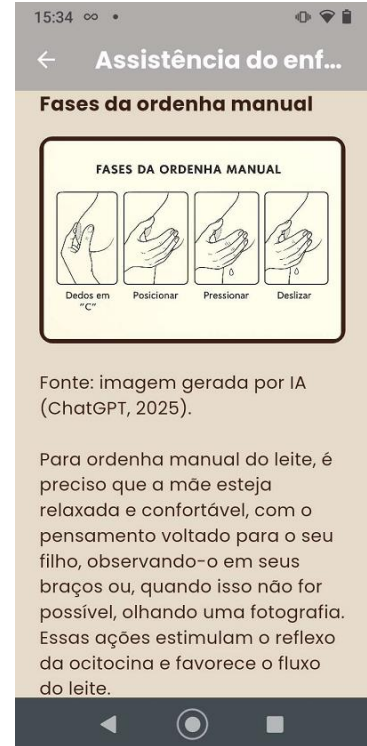 15:34
Assistência do enf...
Fases da ordenha manual
FASES DA ORDENHA MANUAL
Dedos em "C"
Posicionar
Pressionar
Deslizar
Fonte: imagem gerada por IA
(ChatGPT, 2025).
Para ordenha manual do leite, é
preciso que a mãe esteja
relaxada e confortável, com o
pensamento voltado para o seu
filho, observando-o em seus
braços ou, quando isso não for
possível, olhando uma fotografia.
Essas ações estimulam o reflexo
da ocitocina e favorece o fluxo
do leite.